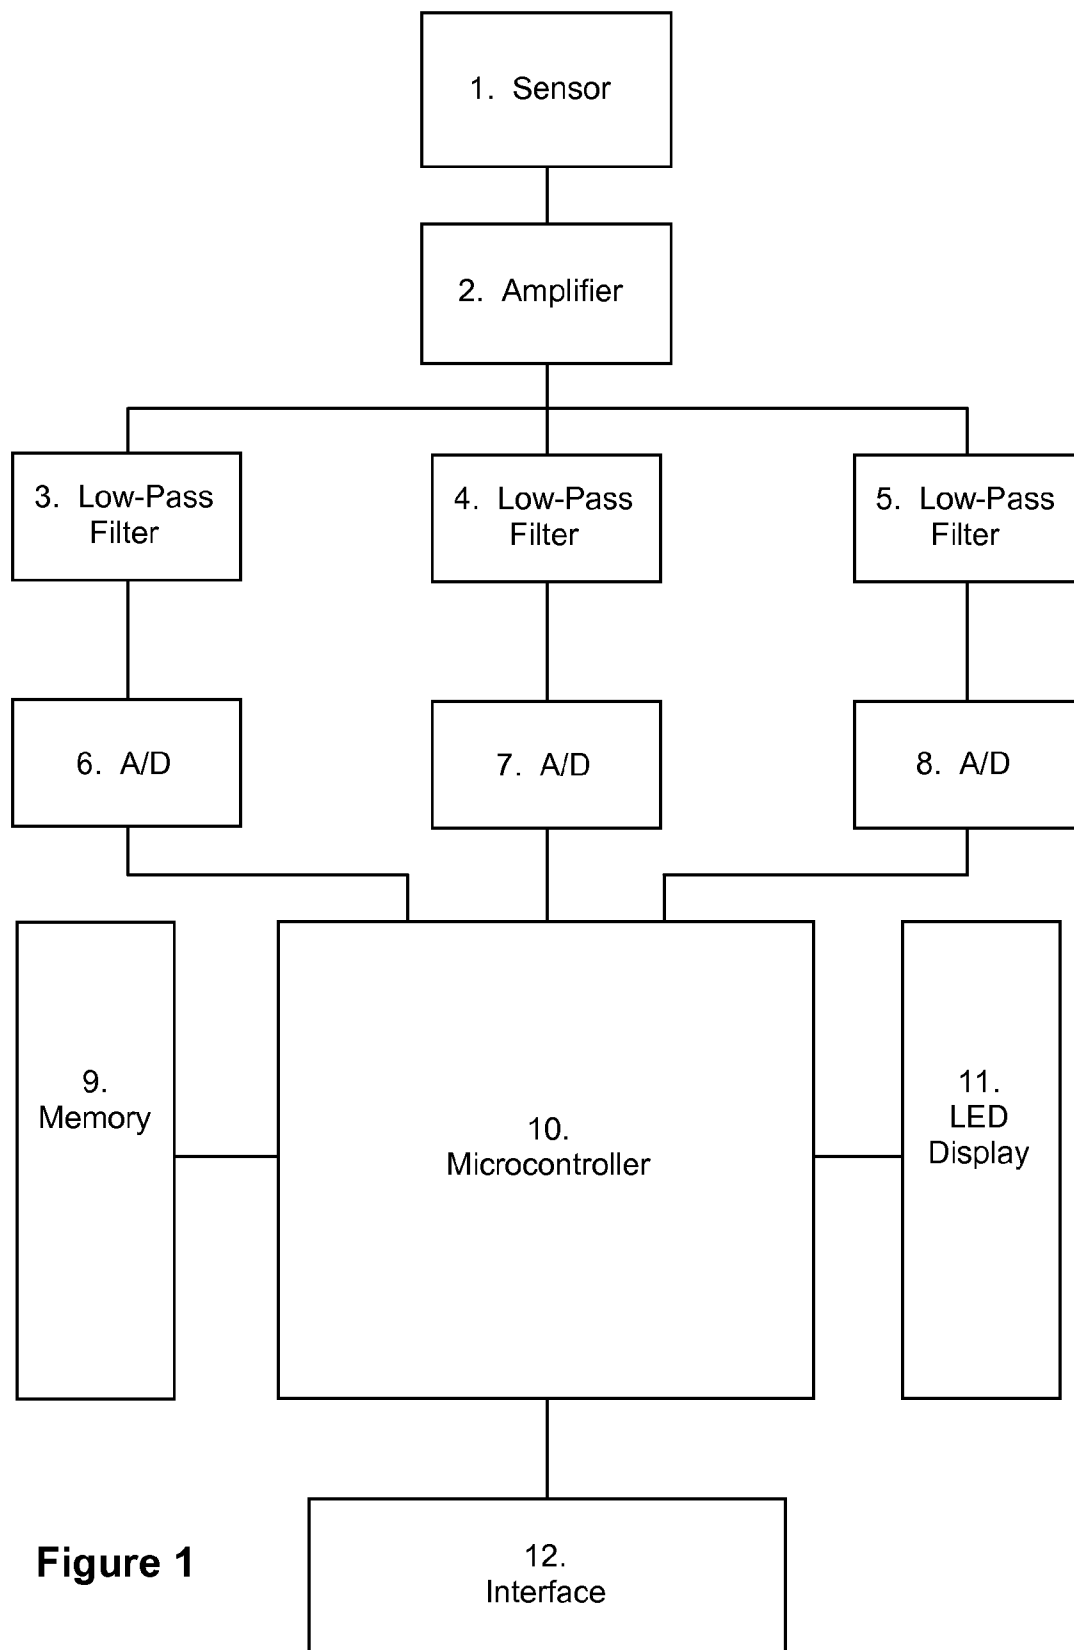 1. Sensor
2. Amplifier
3. Low-Pass
Filter
4. Low-Pass
Filter
5. Low-Pass
Filter
6. A/D
7. A/D
8. A/D
9.
Memory
10.
Microcontroller
11.
LED
Display
12.
Interface
Figure 1